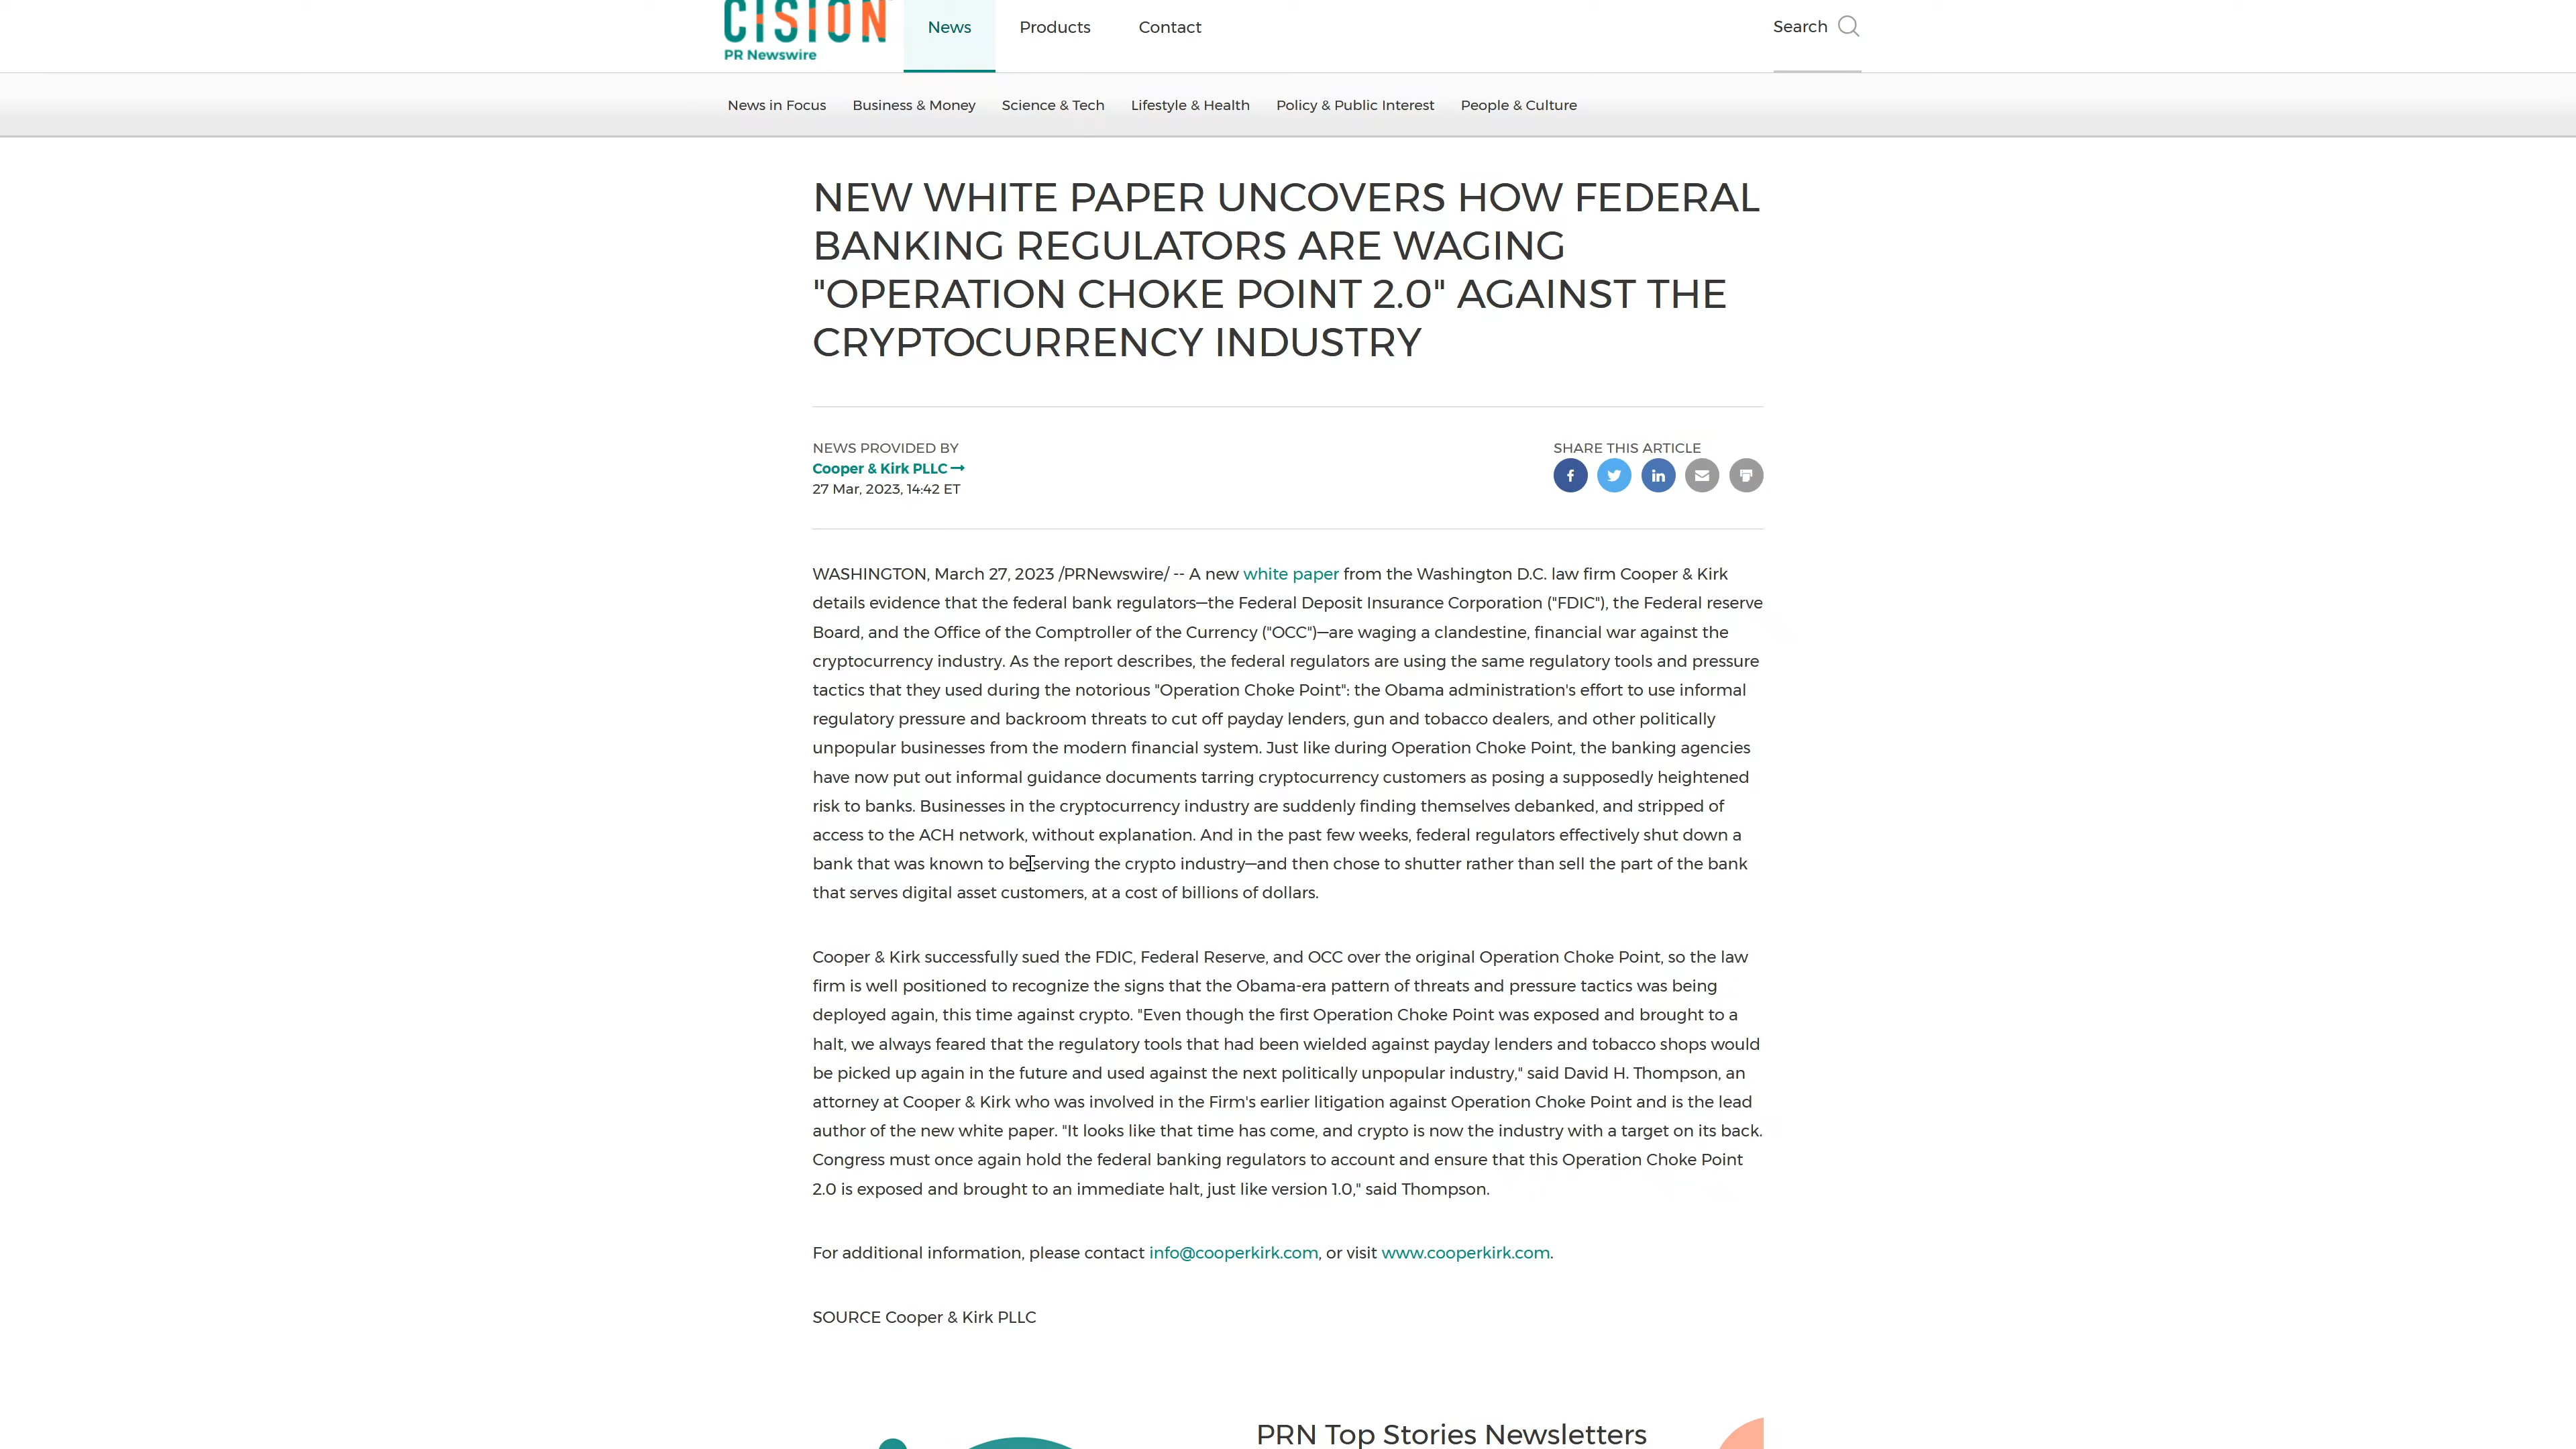 CISION
PR Newswire
News
Products
Contact
Search
News in Focus
Business & Money
Science & Tech
Lifestyle & Health
Policy & Public Interest
People & Culture
NEW WHITE PAPER UNCOVERS HOW FEDERAL
BANKING REGULATORS ARE WAGING
"OPERATION CHOKE POINT 2.0" AGAINST THE
CRYPTOCURRENCY INDUSTRY
NEWS PROVIDED BY
Cooper & Kirk PLLC →
27 Mar, 2023, 14:42 ET
SHARE THIS ARTICLE
WASHINGTON, March 27, 2023 /PRNewswire/ -- A new white paper from the Washington D.C. law firm Cooper & Kirk
details evidence that the federal bank regulators—the Federal Deposit Insurance Corporation ("FDIC"), the Federal reserve
Board, and the Office of the Comptroller of the Currency ("OCC")—are waging a clandestine, financial war against the
cryptocurrency industry. As the report describes, the federal regulators are using the same regulatory tools and pressure
tactics that they used during the notorious "Operation Choke Point": the Obama administration's effort to use informal
regulatory pressure and backroom threats to cut off payday lenders, gun and tobacco dealers, and other politically
unpopular businesses from the modern financial system. Just like during Operation Choke Point, the banking agencies
have now put out informal guidance documents tarring cryptocurrency customers as posing a supposedly heightened
risk to banks. Businesses in the cryptocurrency industry are suddenly finding themselves debanked, and stripped of
access to the ACH network, without explanation. And in the past few weeks, federal regulators effectively shut down a
bank that was known to be serving the crypto industry—and then chose to shutter rather than sell the part of the bank
that serves digital asset customers, at a cost of billions of dollars.
Cooper & Kirk successfully sued the FDIC, Federal Reserve, and OCC over the original Operation Choke Point, so the law
firm is well positioned to recognize the signs that the Obama-era pattern of threats and pressure tactics was being
deployed again, this time against crypto. "Even though the first Operation Choke Point was exposed and brought to a
halt, we always feared that the regulatory tools that had been wielded against payday lenders and tobacco shops would
be picked up again in the future and used against the next politically unpopular industry," said David H. Thompson, an
attorney at Cooper & Kirk who was involved in the Firm's earlier litigation against Operation Choke Point and is the lead
author of the new white paper. "It looks like that time has come, and crypto is now the industry with a target on its back.
Congress must once again hold the federal banking regulators to account and ensure that this Operation Choke Point
2.0 is exposed and brought to an immediate halt, just like version 1.0," said Thompson.
For additional information, please contact info@cooperkirk.com, or visit www.cooperkirk.com.
SOURCE Cooper & Kirk PLLC
PRN Top Stories Newsletters